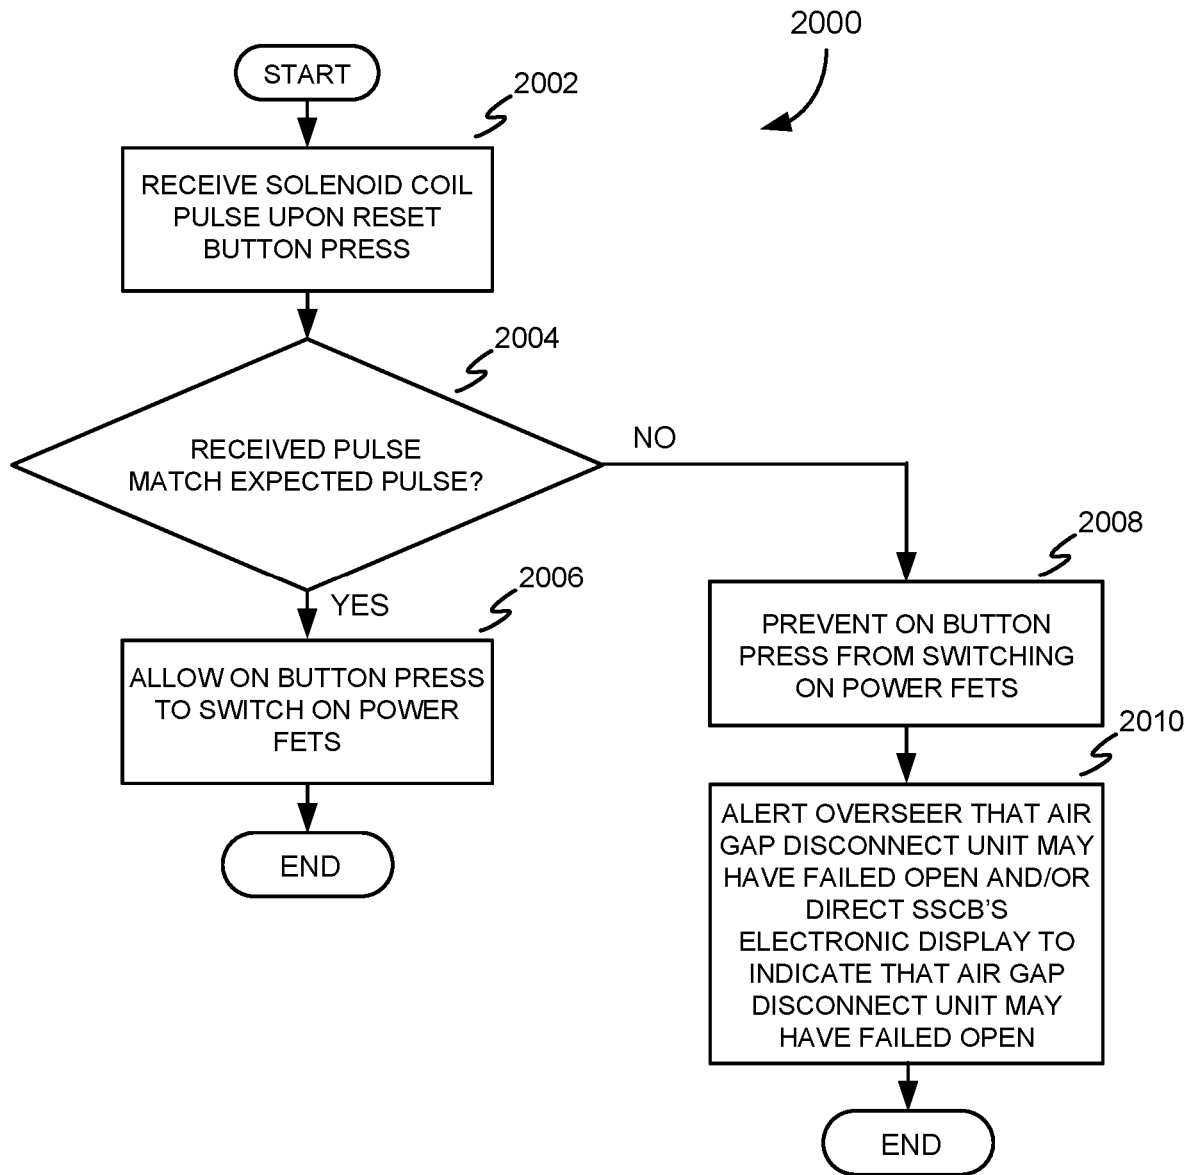 2000
START
2002
RECEIVE SOLENOID COIL
PULSE UPON RESET
BUTTON PRESS
2004
RECEIVED PULSE
MATCH EXPECTED PULSE?
NO
YES
2006
ALLOW ON BUTTON PRESS
TO SWITCH ON POWER
FETS
END
2008
PREVENT ON BUTTON
PRESS FROM SWITCHING
ON POWER FETS
2010
ALERT OVERSEER THAT AIR
GAP DISCONNECT UNIT MAY
HAVE FAILED OPEN AND/OR
DIRECT SSCB'S
ELECTRONIC DISPLAY TO
INDICATE THAT AIR GAP
DISCONNECT UNIT MAY
HAVE FAILED OPEN
END